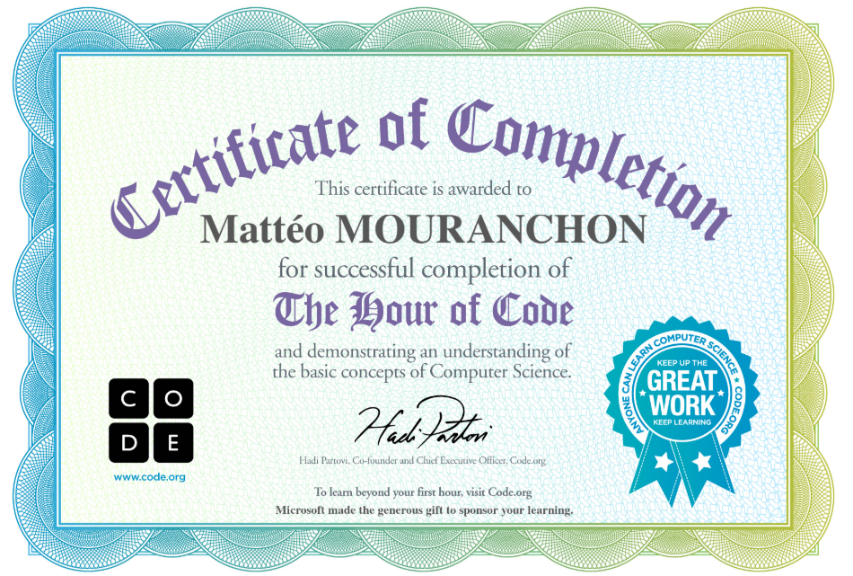 Certificate of Completion
This certificate is awarded to
Mattéo MOURANCHON
for successful completion of
The Hour of Code
and demonstrating an understanding of
the basic concepts of Computer Science.
C O
D E
www.code.org
Hadi Partovi
Hadi Partovi, Co-founder and Chief Executive Officer, Code.org
To learn beyond your first hour, visit Code.org
Microsoft made the generous gift to sponsor your learning.
ANYONE CAN LEARN COMPUTER SCIENCE • CODE.ORG
KEEP UP THE
GREAT
WORK
KEEP LEARNING